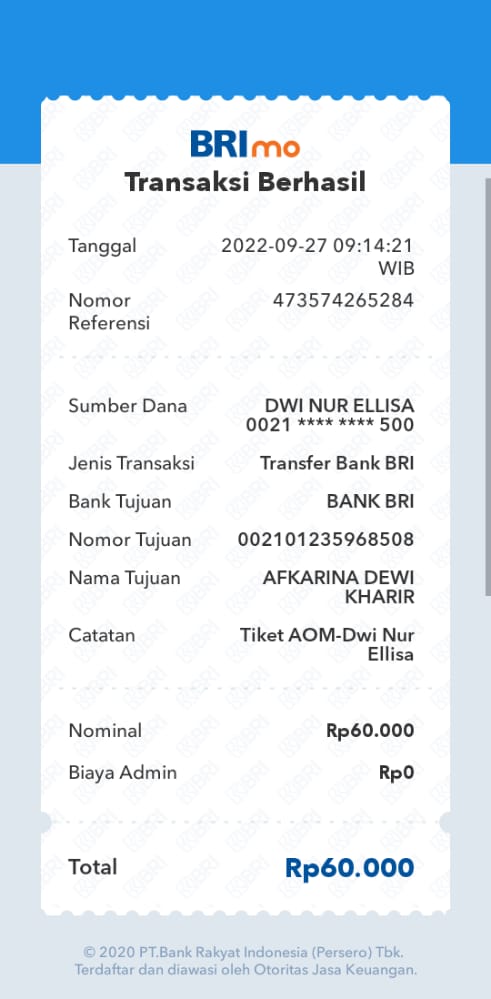 BRImo
Transaksi Berhasil
Tanggal 2022-09-27 09:14:21
WIB
Nomor 473574265284
Referensi
Sumber Dana DWI NUR ELLISA
0021 **** **** 500
Jenis Transaksi Transfer Bank BRI
Bank Tujuan BANK BRI
Nomor Tujuan 002101235968508
Nama Tujuan AFKARINA DEWI
KHARIR
Catatan Tiket AOM-Dwi Nur
Ellisa
Nominal Rp60.000
Biaya Admin Rp0
Total Rp60.000
© 2020 PT.Bank Rakyat Indonesia (Persero) Tbk.
Terdaftar dan diawasi oleh Otoritas Jasa Keuangan.